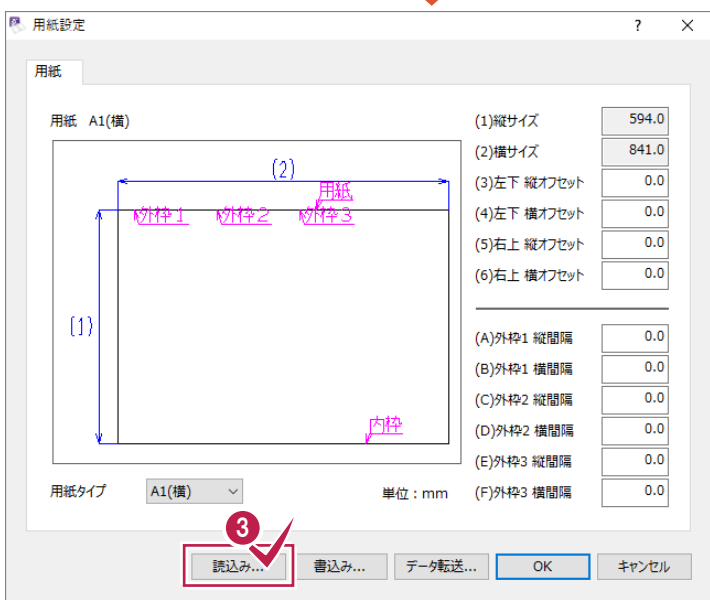 用紙設定
? ×
用紙
用紙 A1(横)
(1)縦サイズ 594.0
(2)横サイズ 841.0
(3)左下 縦オフセット 0.0
(4)左下 横オフセット 0.0
(5)右上 縦オフセット 0.0
(6)右上 横オフセット 0.0
(2)
用紙
外枠1 外枠2 外枠3
(1)
内枠
(A)外枠1 縦間隔 0.0
(B)外枠1 横間隔 0.0
(C)外枠2 縦間隔 0.0
(D)外枠2 横間隔 0.0
(E)外枠3 縦間隔 0.0
(F)外枠3 横間隔 0.0
用紙タイプ A1(横) 単位:mm
3
読込み... 書込み... データ転送... OK キャンセル